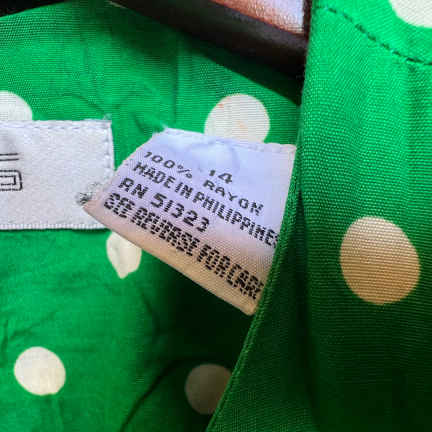 14
100% RAYON
MADE IN PHILIPPINES
RN 51323
SEE REVERSE FOR CARE